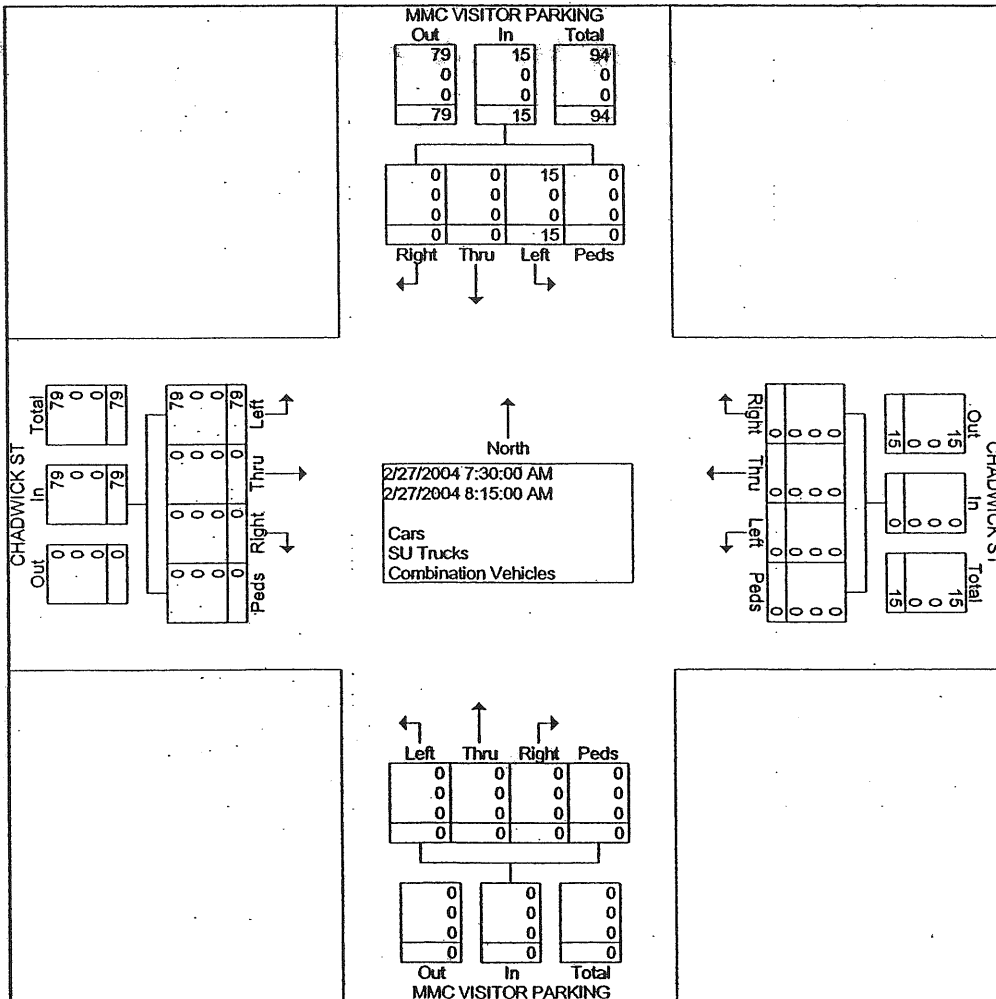 MMC VISITOR PARKING
Out In Total
79 15 94
0 0 0
0 0 0
79 15 94
0 0 15 0
0 0 0 0
0 0 0 0
0 0 15 0
Right Thru Left Peds
CHADWICK ST
Total In Out
79 79 0
0 0 0
0 0 0
79 79 0
Left Thru Right Peds
79 0 0 0
0 0 0 0
0 0 0 0
79 0 0 0
North
2/27/2004 7:30:00 AM
2/27/2004 8:15:00 AM
Cars
SU Trucks
Combination Vehicles
Right Thru Left Peds
0 0 0 0
0 0 0 0
0 0 0 0
0 0 0 0
CHADWICK ST
Out In Total
15 0 15
0 0 0
0 0 0
15 0 15
Left Thru Right Peds
0 0 0 0
0 0 0 0
0 0 0 0
0 0 0 0
0 0 0
0 0 0
0 0 0
0 0 0
Out In Total
MMC VISITOR PARKING